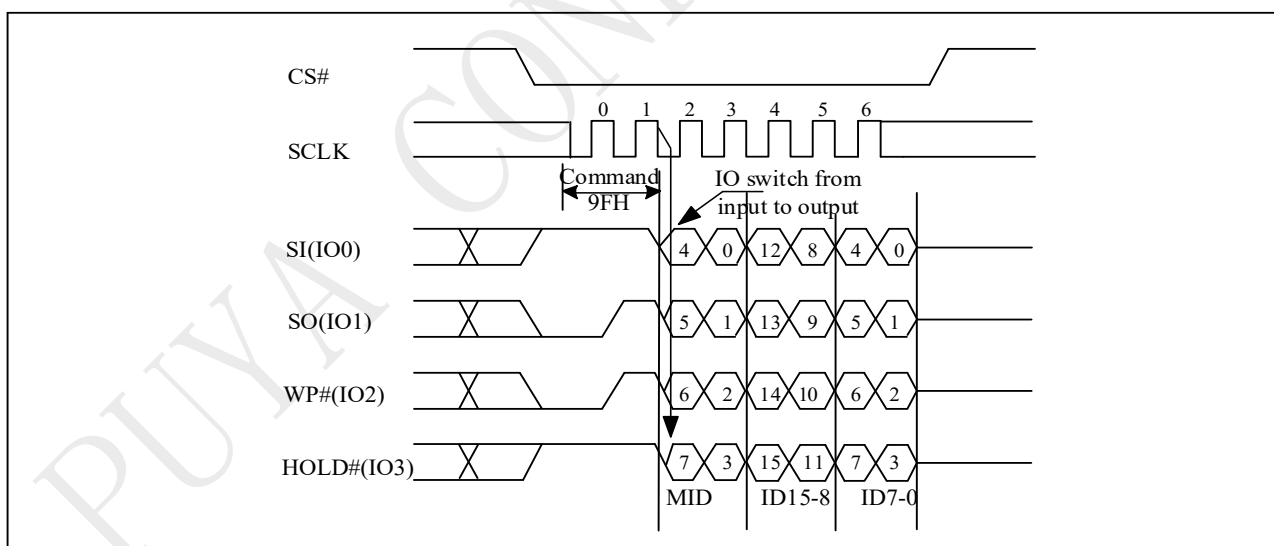 PUYA CON
CS#
0 1 2 3 4 5 6
SCLK
Command
9FH
IO switch from
input to output
SI(IO0) 4 0 12 8 4 0
SO(IO1) 5 1 13 9 5 1
WP#(IO2) 6 2 14 10 6 2
HOLD#(IO3) 7 3 15 11 7 3
MID ID15-8 ID7-0